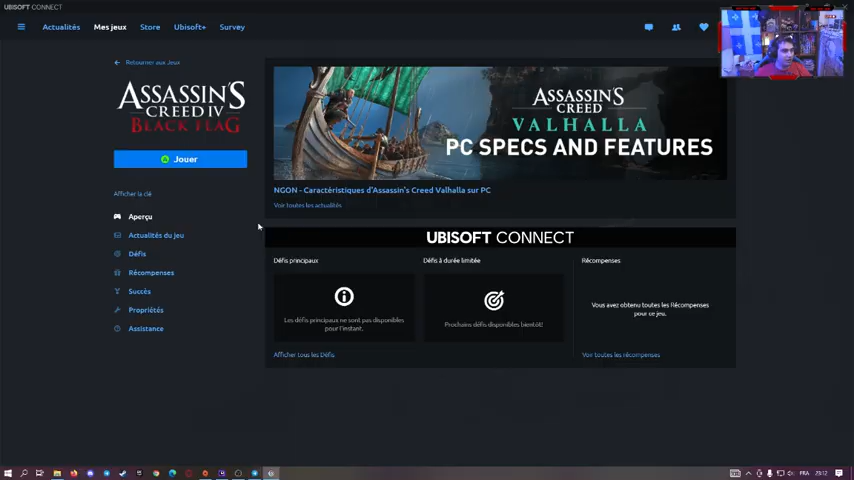 UBISOFT CONNECT
Actualités Mes jeux Store Ubisoft+ Survey
Retourner aux Jeux
ASSASSIN'S
CREED IV
BLACK FLAG
Jouer
Afficher la clé
Aperçu
Actualités du jeu
Défis
Récompenses
Succès
Propriétés
Assistance
ASSASSIN'S
CREED
VALHALLA
PC SPECS AND FEATURES
NGON - Caractéristiques d'Assassin's Creed Valhalla sur PC
Voir toutes les actualités
UBISOFT CONNECT
Défis principaux
Les défis principaux ne sont pas disponibles
pour l'instant.
Afficher tous les Défis
Défis à durée limitée
Prochains défis disponibles bientôt!
Récompenses
Vous avez obtenu toutes les Récompenses
pour ce jeu.
Voir toutes les récompenses
FRA 23:12